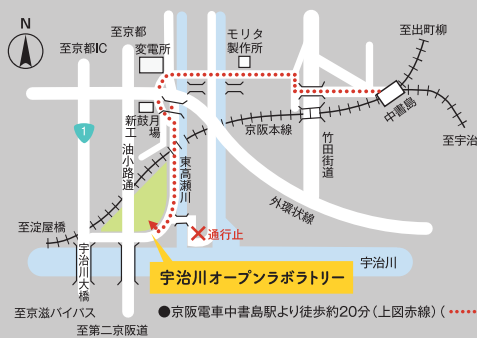 N
至京都
至京都IC
変電所
モリタ
製作所
至出町柳
1
新鼓月
工場
油小路通
東高瀬川
京阪本線
中書島
至宇治
竹田街道
外環状線
至淀屋橋
通行止
宇治川
宇治川大橋
宇治川オープンラボラトリー
至京滋バイパス
至第二京阪道
●京阪電車中書島駅より徒歩約20分（上図赤線）（